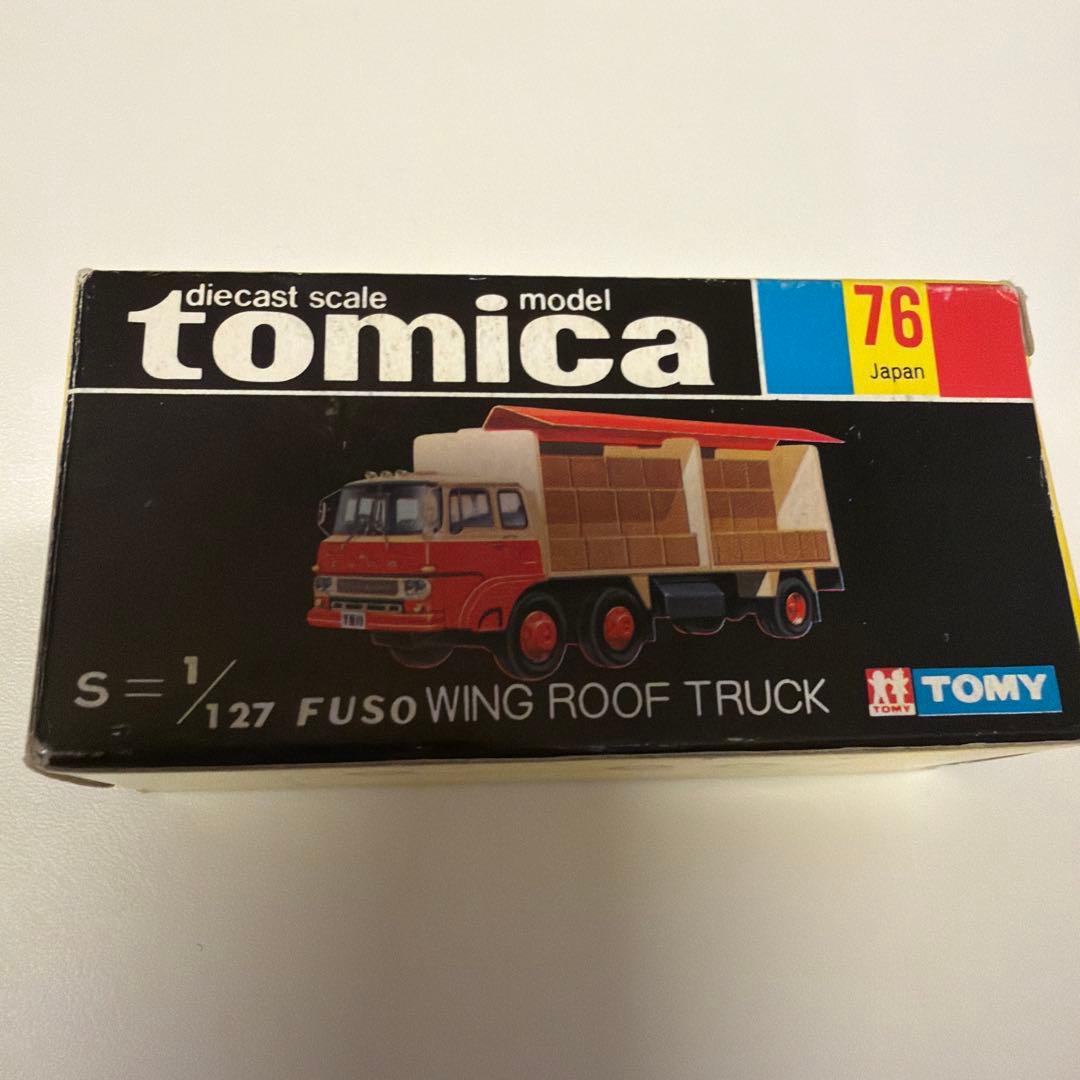 diecast scale model
tomica
76
Japan
S = 1/127 FUSO WING ROOF TRUCK
TOMY
TOMY